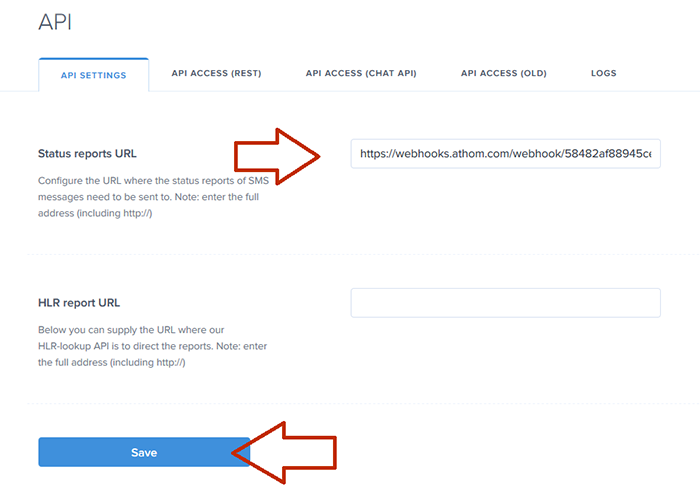 API
API SETTINGS
API ACCESS (REST)
API ACCESS (CHAT API)
API ACCESS (OLD)
LOGS
Status reports URL
https://webhooks.athom.com/webhook/58482af88945ce
Configure the URL where the status reports of SMS
messages need to be sent to. Note: enter the full
address (including http://)
HLR report URL
Below you can supply the URL where our
HLR-lookup API is to direct the reports. Note: enter
the full address (including http://)
Save